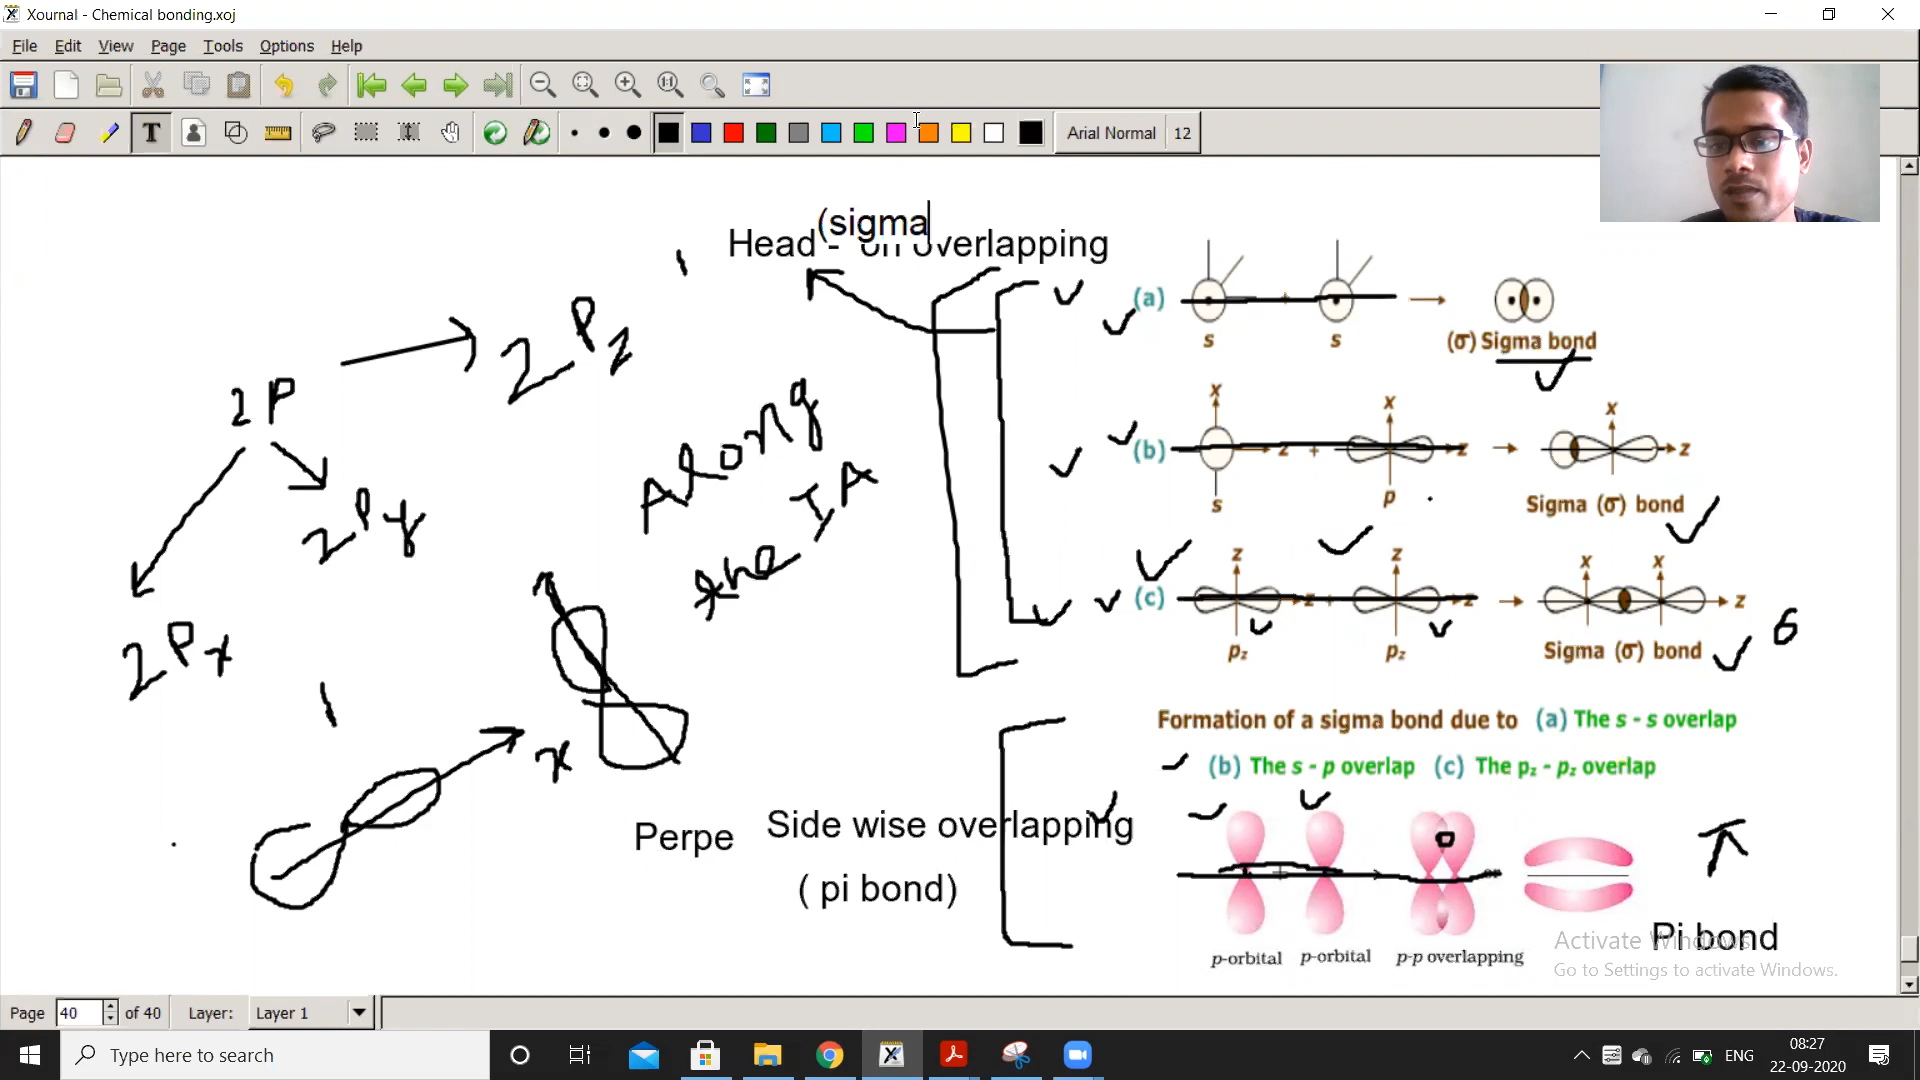 Xournal - Chemical bonding.xoj
File Edit View Page Tools Options Help
T
Arial Normal 12
(sigma
Head - on overlapping
2Pz
2P
2Py
2Px
x
Along
the IA
(a)
s
s
(σ) Sigma bond
(b)
x
z
+
s
x
z
p
x
z
Sigma (σ) bond
(c)
z
z
+
pz
z
z
pz
x
x
z
Sigma (σ) bond
6
Formation of a sigma bond due to (a) The s - s overlap
(b) The s - p overlap (c) The pz - pz overlap
Perpe
Side wise overlapping
( pi bond)
+
or
p-orbital p-orbital p-p overlapping
Pi bond
Activate Windows
Go to Settings to activate Windows.
Page 40 of 40 Layer: Layer 1
Type here to search
ENG
08:27
22-09-2020